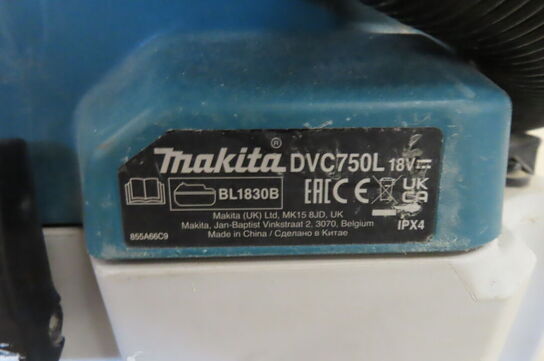 Makita® DVC750L 18V
BL1830B EAC CE UK CA
Makita (UK) Ltd, MK15 8JD, UK
Makita, Jan-Baptist Vinkstraat 2, 3070, Belgium
855A66C9 Made in China / Сделано в Китае IPX4